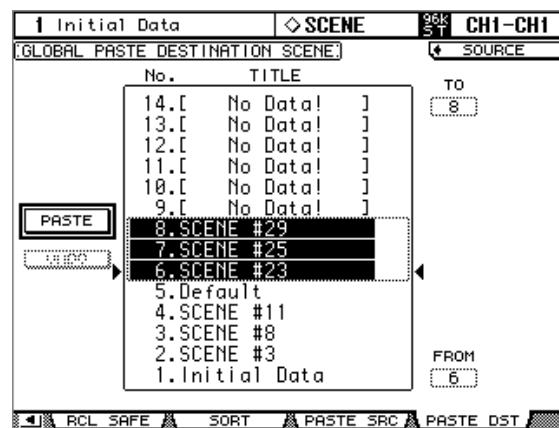 1 Initial Data
◇SCENE
96k ST CH1-CH1
GLOBAL PASTE DESTINATION SCENE
SOURCE
No. TITLE
TO
8
14.[ No Data! ]
13.[ No Data! ]
12.[ No Data! ]
11.[ No Data! ]
10.[ No Data! ]
9.[ No Data! ]
PASTE
8.SCENE #29
7.SCENE #25
UNDO
6.SCENE #23
5.Default
4.SCENE #11
3.SCENE #8
2.SCENE #3
1.Initial Data
FROM
6
RCL SAFE
SORT
PASTE SRC
PASTE DST